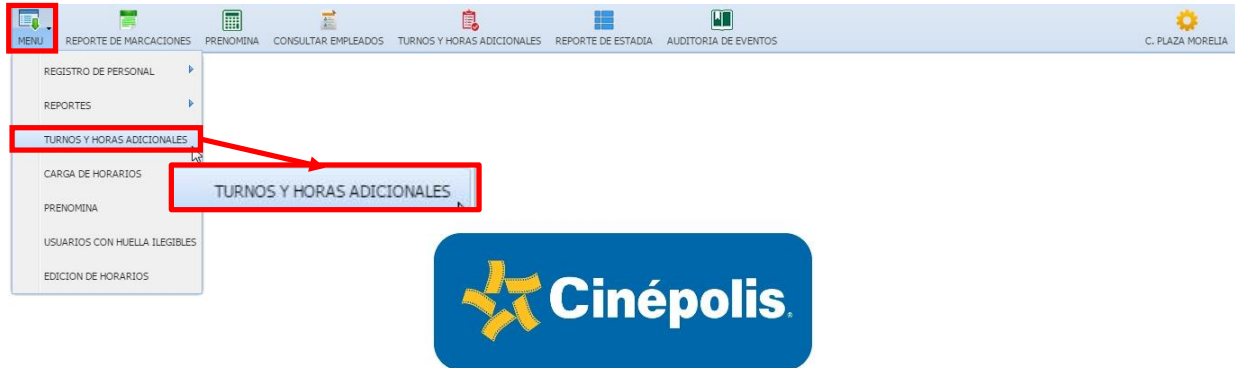 MENU REPORTE DE MARCACIONES PRENOMINA CONSULTAR EMPLEADOS TURNOS Y HORAS ADICIONALES REPORTE DE ESTADIA AUDITORIA DE EVENTOS C. PLAZA MORELIA
REGISTRO DE PERSONAL
REPORTES
TURNOS Y HORAS ADICIONALES
CARGA DE HORARIOS
TURNOS Y HORAS ADICIONALES
PRENOMINA
USUARIOS CON HUELLA ILEGIBLES
EDICION DE HORARIOS
Cinépolis.